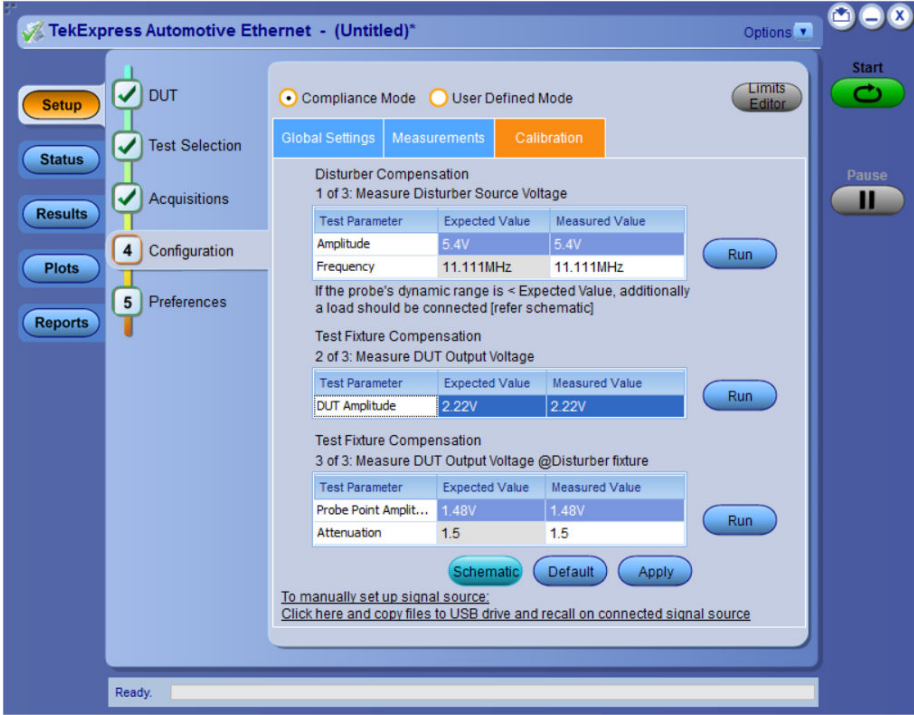 TekExpress Automotive Ethernet - (Untitled)*
Options
Start
Pause
Setup
Status
Results
Plots
Reports
DUT
Test Selection
Acquisitions
4 Configuration
5 Preferences
Compliance Mode User Defined Mode
Limits
Editor
Global Settings Measurements Calibration
Disturber Compensation
1 of 3: Measure Disturber Source Voltage
Test Parameter Expected Value Measured Value
Amplitude 5.4V 5.4V
Frequency 11.111MHz 11.111MHz
Run
If the probe's dynamic range is < Expected Value, additionally
a load should be connected [refer schematic]
Test Fixture Compensation
2 of 3: Measure DUT Output Voltage
Test Parameter Expected Value Measured Value
DUT Amplitude 2.22V 2.22V
Run
Test Fixture Compensation
3 of 3: Measure DUT Output Voltage @Disturber fixture
Test Parameter Expected Value Measured Value
Probe Point Amplit... 1.48V 1.48V
Attenuation 1.5 1.5
Run
Schematic Default Apply
To manually set up signal source:
Click here and copy files to USB drive and recall on connected signal source
Ready.